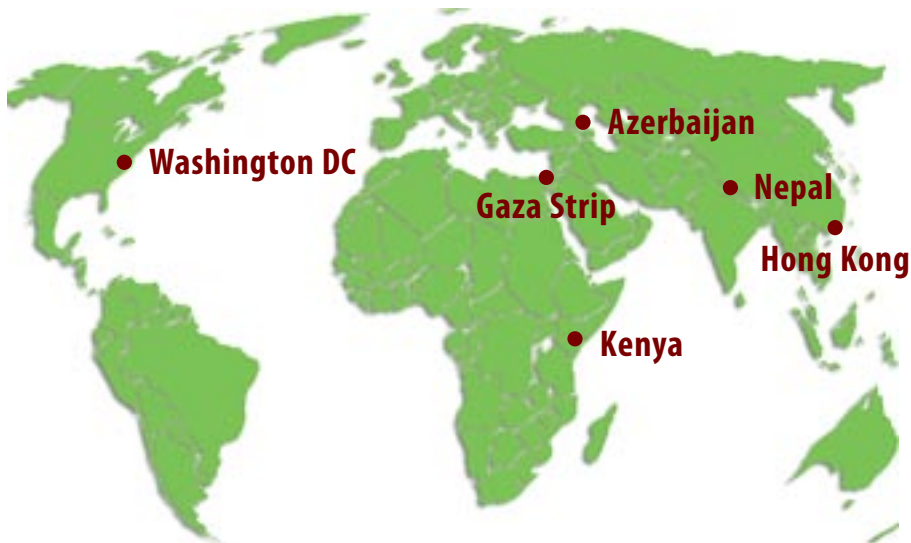 Azerbaijan
Washington DC
Nepal
Gaza Strip
Hong Kong
Kenya